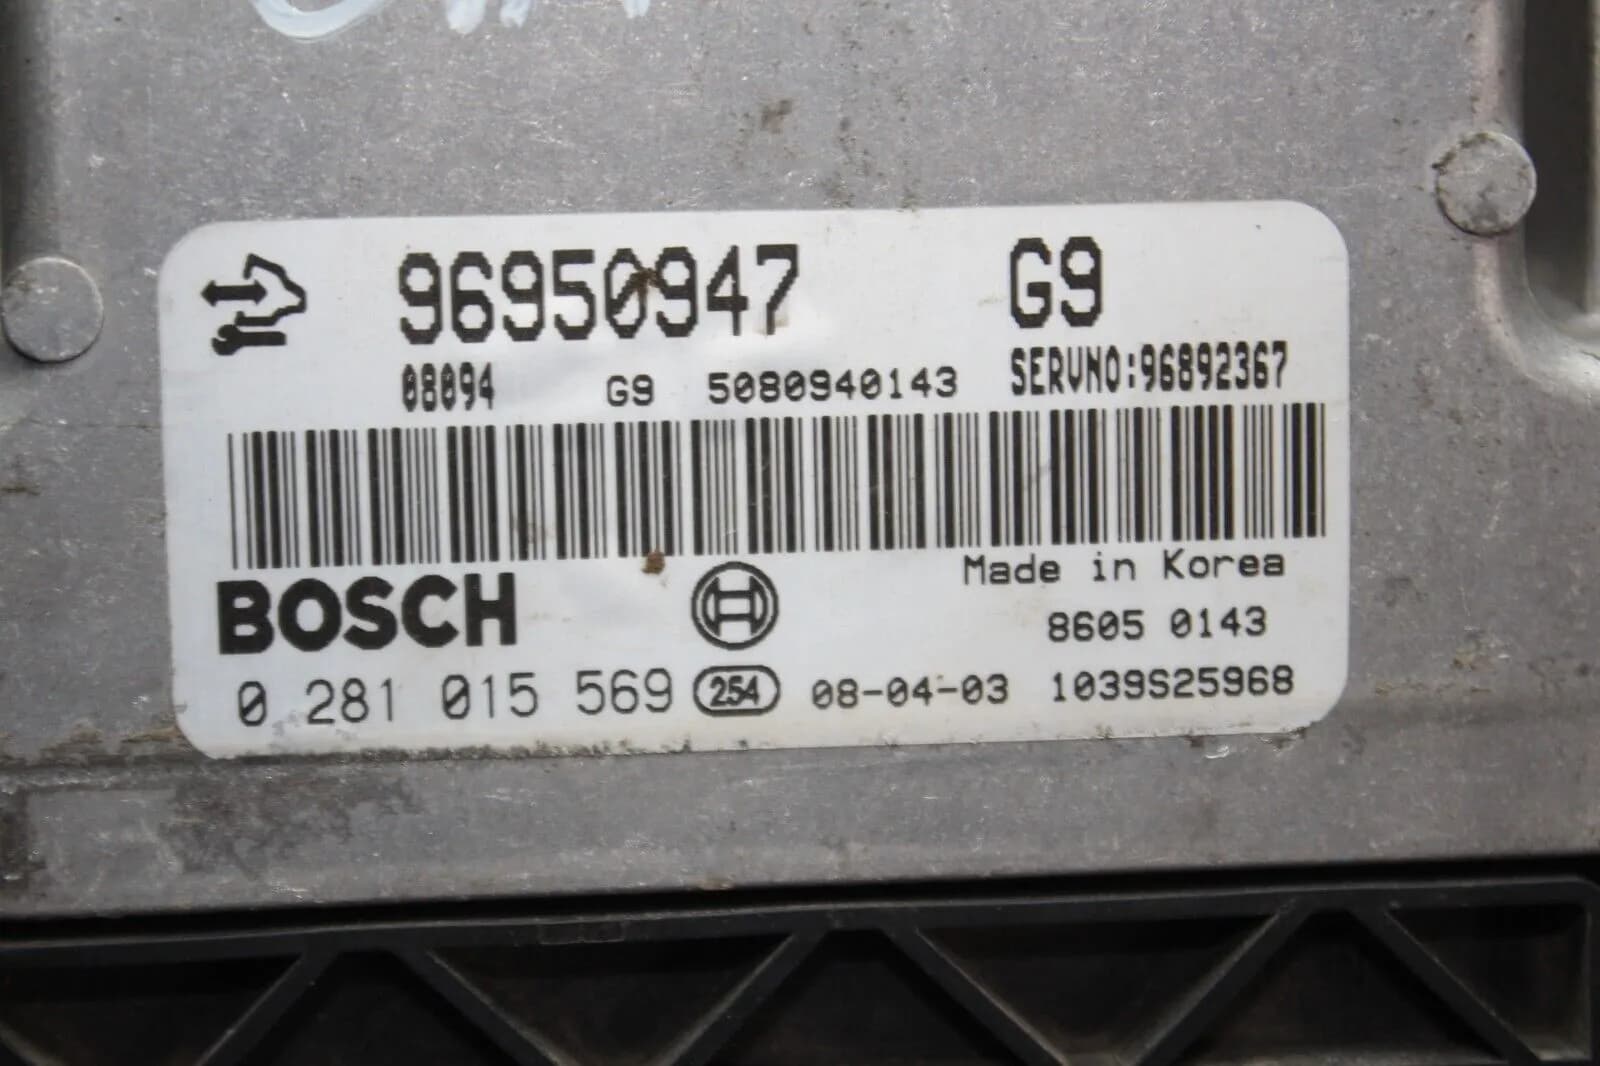 96950947 G9
08094 G9 5080940143 SERVNO:96892367
Made in Korea
BOSCH
8605 0143
0 281 015 569 254 08-04-03 1039S25968